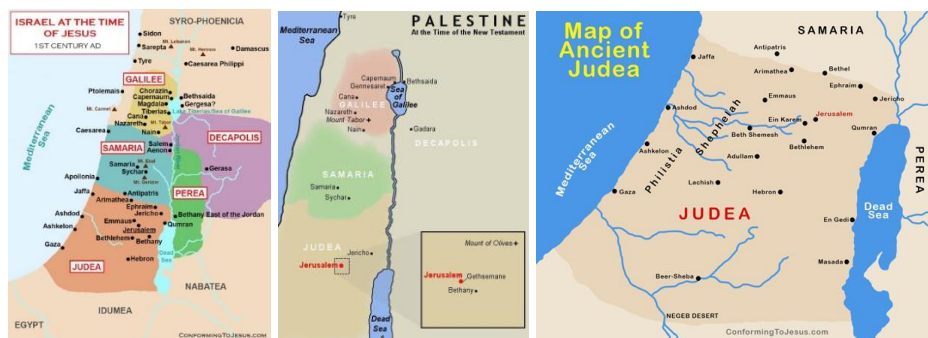 ISRAEL AT THE TIME
OF JESUS
1ST CENTURY AD
SYRO-PHOENICIA
Sidon
Mt. Lebanon
Sarepta
Mt. Hermon
Damascus
Tyre
Caesarea Philippi
GALILEE
Ptolemais
Chorazin
Capernaum
Bethsaida
Magdala
Gergesa?
Mt. Carmel
Tiberias
Lake Tiberias/Sea of Galilee
Cana
Nazareth
Mt. Tabor
Nain
Caesarea
DECAPOLIS
Mediterranean
Sea
SAMARIA
Salem
Aenon
Mt. Ebal
Samaria
Sychar
Mt. Gerizim
Gerasa
Apollonia
PEREA
Jaffa
Antipatris
Arimathea
Ephraim
Ashdod
Jericho
Bethany East of the Jordan
Emmaus
Qumran
Ashkelon
Jerusalem
Bethlehem
Bethany
Gaza
Dead
Sea
Hebron
JUDEA
NABATEA
IDUMEA
EGYPT
ConformingToJesus.com
Tyre
PALESTINE
At the Time of the New Testament
Mediterranean
Sea
Capernaum
Bethsaida
Gennesaret
Sea
of
Galilee
Cana
GALILEE
Nazareth
Mount Tabor
Nain
Gadara
DECAPOLIS
SAMARIA
Samaria
Sychar
JUDEA
Jericho
Jerusalem
Mount of Olives
Jerusalem
Gethsemane
Bethany
Dead
Sea
Map of
Ancient
Judea
SAMARIA
Jaffa
Antipatris
Arimathea
Bethel
Ephraim
Jericho
Emmaus
Ashdod
Ein Karem
Jerusalem
Shephelah
Beth Shemesh
Qumran
Bethlehem
Ashkelon
Philistia
Adullam
Mediterranean
Sea
PEREA
Lachish
Gaza
Hebron
JUDEA
Dead
Sea
En Gedi
Masada
Beer-Sheba
NEGEB DESERT
ConformingToJesus.com